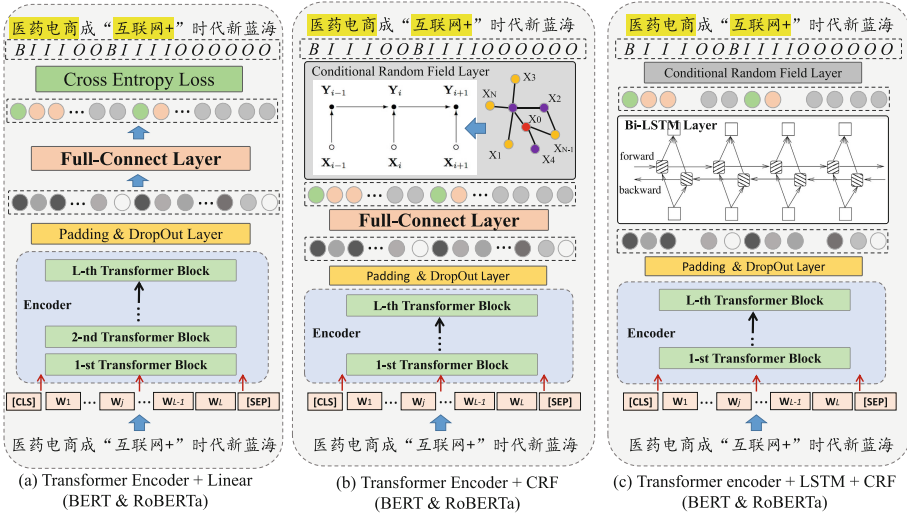 医药电商成 “互联网+” 时代新蓝海
B I I I O O B I I I O O O O O O O
Cross Entropy Loss
Full-Connect Layer
Padding & DropOut Layer
L-th Transformer Block
Encoder
2-nd Transformer Block
1-st Transformer Block
[CLS] W1 ... Wj ... WL-1 WL [SEP]
医药电商成 “互联网+” 时代新蓝海
(a) Transformer Encoder + Linear
(BERT & RoBERTa)
医药电商成 “互联网+” 时代新蓝海
B I I I O O B I I I O O O O O O O
Conditional Random Field Layer
Yi-1 Yi Yi+1
Xi-1 Xi Xi+1
X3
XN X2
X0
X1 X4 XN-1
Full-Connect Layer
Padding & DropOut Layer
L-th Transformer Block
Encoder
1-st Transformer Block
[CLS] W1 ... Wj ... WL-1 WL [SEP]
医药电商成 “互联网+” 时代新蓝海
(b) Transformer Encoder + CRF
(BERT & RoBERTa)
医药电商成 “互联网+” 时代新蓝海
B I I I O O B I I I O O O O O O O
Conditional Random Field Layer
Bi-LSTM Layer
forward
backward
Padding & DropOut Layer
L-th Transformer Block
Encoder
1-st Transformer Block
[CLS] W1 ... Wj ... WL-1 WL [SEP]
医药电商成 “互联网+” 时代新蓝海
(c) Transformer encoder + LSTM + CRF
(BERT & RoBERTa)